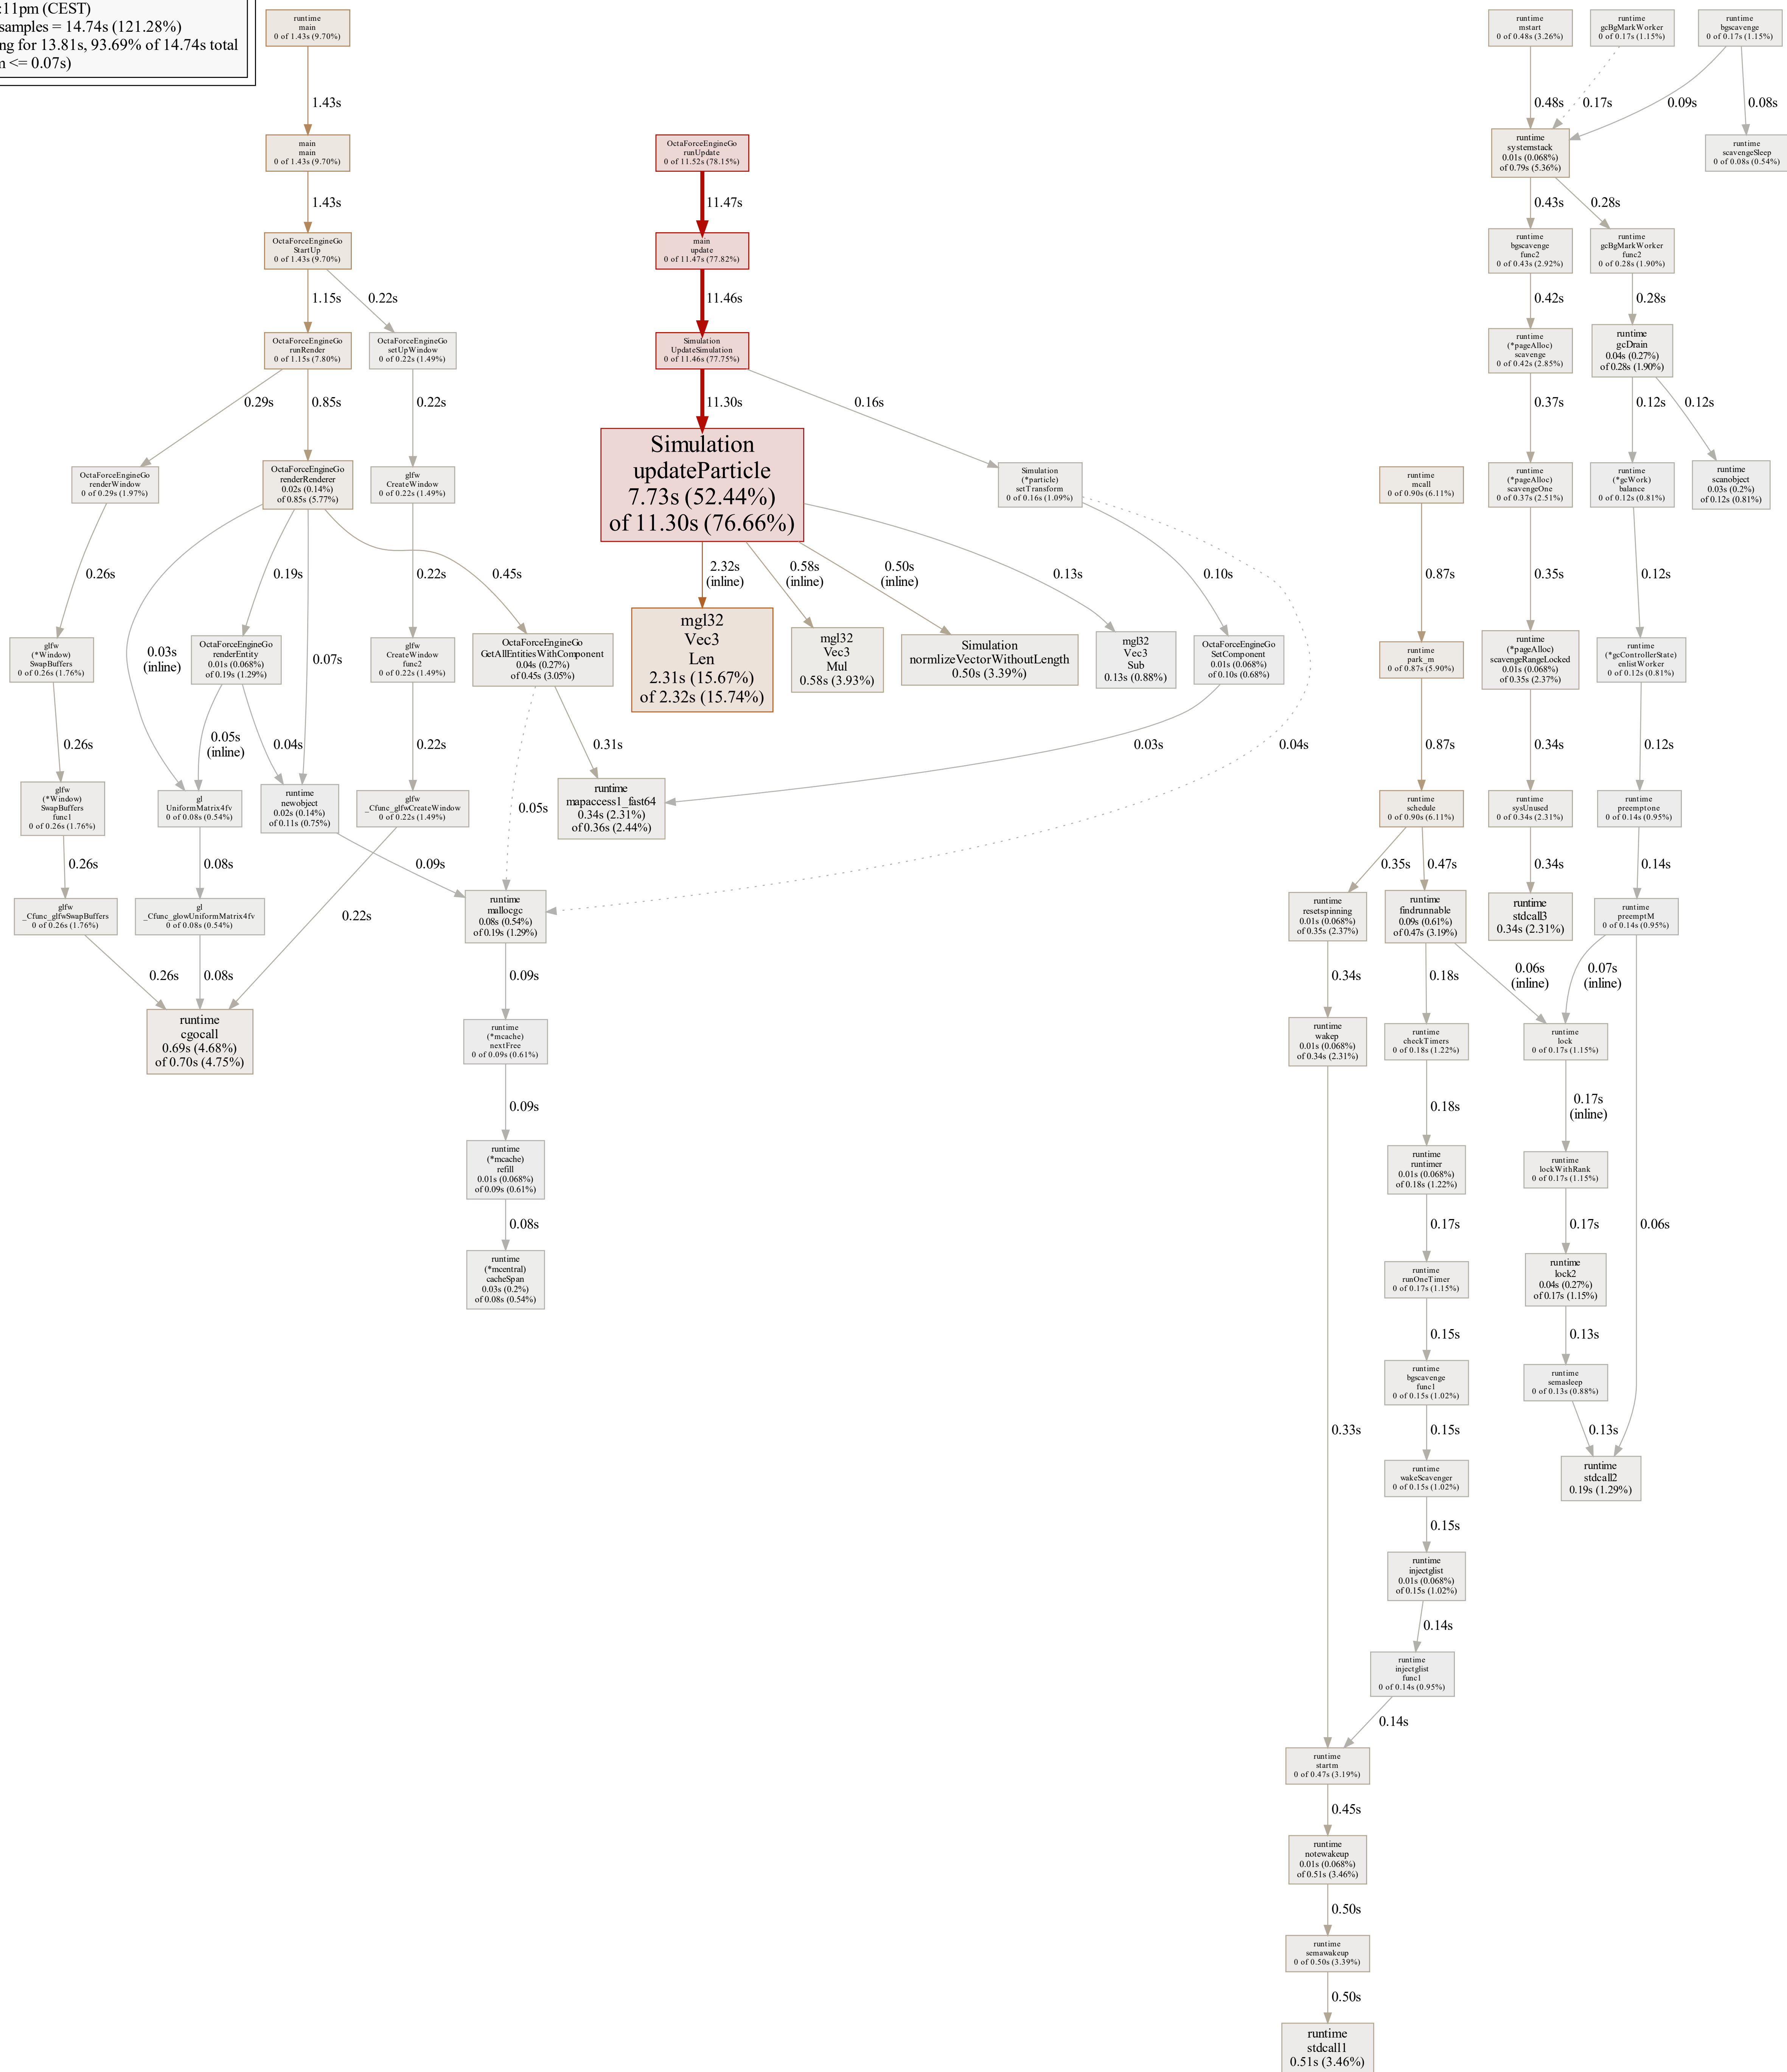 :11pm (CEST)
samples = 14.74s (121.28%)
ng for 13.81s, 93.69% of 14.74s total
<= 0.07s)
runtime
main
0 of 1.43s (9.70%)
runtime
mstart
0 of 0.48s (3.26%)
runtime
gcBgMarkWorker
0 of 0.17s (1.15%)
runtime
bgscavenge
0 of 0.17s (1.15%)
1.43s
0.48s
0.17s
0.09s
0.08s
main
main
0 of 1.43s (9.70%)
OctaForceEngineGo
runUpdate
0 of 11.52s (78.15%)
runtime
systemstack
0.01s (0.068%)
of 0.79s (5.36%)
runtime
scavengeSleep
0 of 0.08s (0.54%)
1.43s
11.47s
0.43s
0.28s
OctaForceEngineGo
StartUp
0 of 1.43s (9.70%)
main
update
0 of 11.47s (77.82%)
runtime
bgscavenge
func2
0 of 0.43s (2.92%)
runtime
gcBgMarkWorker
func2
0 of 0.28s (1.90%)
1.15s
0.22s
11.46s
0.42s
0.28s
OctaForceEngineGo
runRender
0 of 1.15s (7.80%)
OctaForceEngineGo
setUpWindow
0 of 0.22s (1.49%)
Simulation
UpdateSimulation
0 of 11.46s (77.75%)
runtime
(*pageAlloc)
scavenge
0 of 0.42s (2.85%)
runtime
gcDrain
0.04s (0.27%)
of 0.28s (1.90%)
0.29s
0.85s
0.22s
11.30s
0.16s
0.37s
0.12s
0.12s
OctaForceEngineGo
renderWindow
0 of 0.29s (1.97%)
OctaForceEngineGo
renderRenderer
0.02s (0.14%)
of 0.85s (5.77%)
glfw
CreateWindow
0 of 0.22s (1.49%)
Simulation
updateParticle
7.73s (52.44%)
of 11.30s (76.66%)
Simulation
(*particle)
setTransform
0 of 0.16s (1.09%)
runtime
mcall
0 of 0.90s (6.11%)
runtime
(*pageAlloc)
scavengeOne
0 of 0.37s (2.51%)
runtime
(*gcWork)
balance
0 of 0.12s (0.81%)
runtime
scanobject
0.03s (0.2%)
of 0.12s (0.81%)
0.26s
0.19s
0.22s
0.45s
2.32s
(inline)
0.58s
(inline)
0.50s
(inline)
0.13s
0.10s
0.87s
0.35s
0.12s
glfw
(*Window)
SwapBuffers
0 of 0.26s (1.76%)
0.03s
(inline)
OctaForceEngineGo
renderEntity
0.01s (0.068%)
of 0.19s (1.29%)
0.07s
glfw
CreateWindow
func2
0 of 0.22s (1.49%)
OctaForceEngineGo
GetAllEntitiesWithComponent
0.04s (0.27%)
of 0.45s (3.05%)
mgl32
Vec3
Len
2.31s (15.67%)
of 2.32s (15.74%)
mgl32
Vec3
Mul
0.58s (3.93%)
Simulation
normlizeVectorWithoutLength
0.50s (3.39%)
mgl32
Vec3
Sub
0.13s (0.88%)
OctaForceEngineGo
SetComponent
0.01s (0.068%)
of 0.10s (0.68%)
runtime
park_m
0 of 0.87s (5.90%)
runtime
(*pageAlloc)
scavengeRangeLocked
0.01s (0.068%)
of 0.35s (2.37%)
runtime
(*gcControllerState)
enlistWorker
0 of 0.12s (0.81%)
0.26s
0.05s
(inline)
0.04s
0.22s
0.05s
0.31s
0.03s
0.04s
0.87s
0.34s
0.12s
glfw
(*Window)
SwapBuffers
func1
0 of 0.26s (1.76%)
gl
UniformMatrix4fv
0 of 0.08s (0.54%)
runtime
newobject
0.02s (0.14%)
of 0.11s (0.75%)
glfw
_Cfunc_glfwCreateWindow
0 of 0.22s (1.49%)
runtime
mapaccess1_fast64
0.34s (2.31%)
of 0.36s (2.44%)
runtime
schedule
0 of 0.90s (6.11%)
runtime
sysUnused
0 of 0.34s (2.31%)
runtime
preemptone
0 of 0.14s (0.95%)
0.26s
0.08s
0.09s
0.22s
0.35s
0.47s
0.34s
0.14s
glfw
_Cfunc_glfwSwapBuffers
0 of 0.26s (1.76%)
gl
_Cfunc_glowUniformMatrix4fv
0 of 0.08s (0.54%)
runtime
mallocgc
0.08s (0.54%)
of 0.19s (1.29%)
runtime
resetspinning
0.01s (0.068%)
of 0.35s (2.37%)
runtime
findrunnable
0.09s (0.61%)
of 0.47s (3.19%)
runtime
stdcall3
0.34s (2.31%)
runtime
preemptM
0 of 0.14s (0.95%)
0.26s
0.08s
0.09s
0.34s
0.18s
0.06s
(inline)
0.07s
(inline)
runtime
cgocall
0.69s (4.68%)
of 0.70s (4.75%)
runtime
(*mcache)
nextFree
0 of 0.09s (0.61%)
runtime
wakep
0.01s (0.068%)
of 0.34s (2.31%)
runtime
checkTimers
0 of 0.18s (1.22%)
runtime
lock
0 of 0.17s (1.15%)
0.09s
0.18s
0.17s
(inline)
runtime
(*mcache)
refill
0.01s (0.068%)
of 0.09s (0.61%)
runtime
runtimer
0.01s (0.068%)
of 0.18s (1.22%)
runtime
lockWithRank
0 of 0.17s (1.15%)
0.08s
0.17s
0.17s
0.06s
runtime
(*mcentral)
cacheSpan
0.03s (0.2%)
of 0.08s (0.54%)
runtime
runOneTimer
0 of 0.17s (1.15%)
runtime
lock2
0.04s (0.27%)
of 0.17s (1.15%)
0.15s
0.13s
runtime
bgscavenge
func1
0 of 0.15s (1.02%)
runtime
semasleep
0 of 0.13s (0.88%)
0.33s
0.15s
0.13s
runtime
wakeScavenger
0 of 0.15s (1.02%)
runtime
stdcall2
0.19s (1.29%)
0.15s
runtime
injectglist
0.01s (0.068%)
of 0.15s (1.02%)
0.14s
runtime
injectglist
func1
0 of 0.14s (0.95%)
0.14s
runtime
startm
0 of 0.47s (3.19%)
0.45s
runtime
notewakeup
0.01s (0.068%)
of 0.51s (3.46%)
0.50s
runtime
semawakeup
0 of 0.50s (3.39%)
0.50s
runtime
stdcall1
0.51s (3.46%)